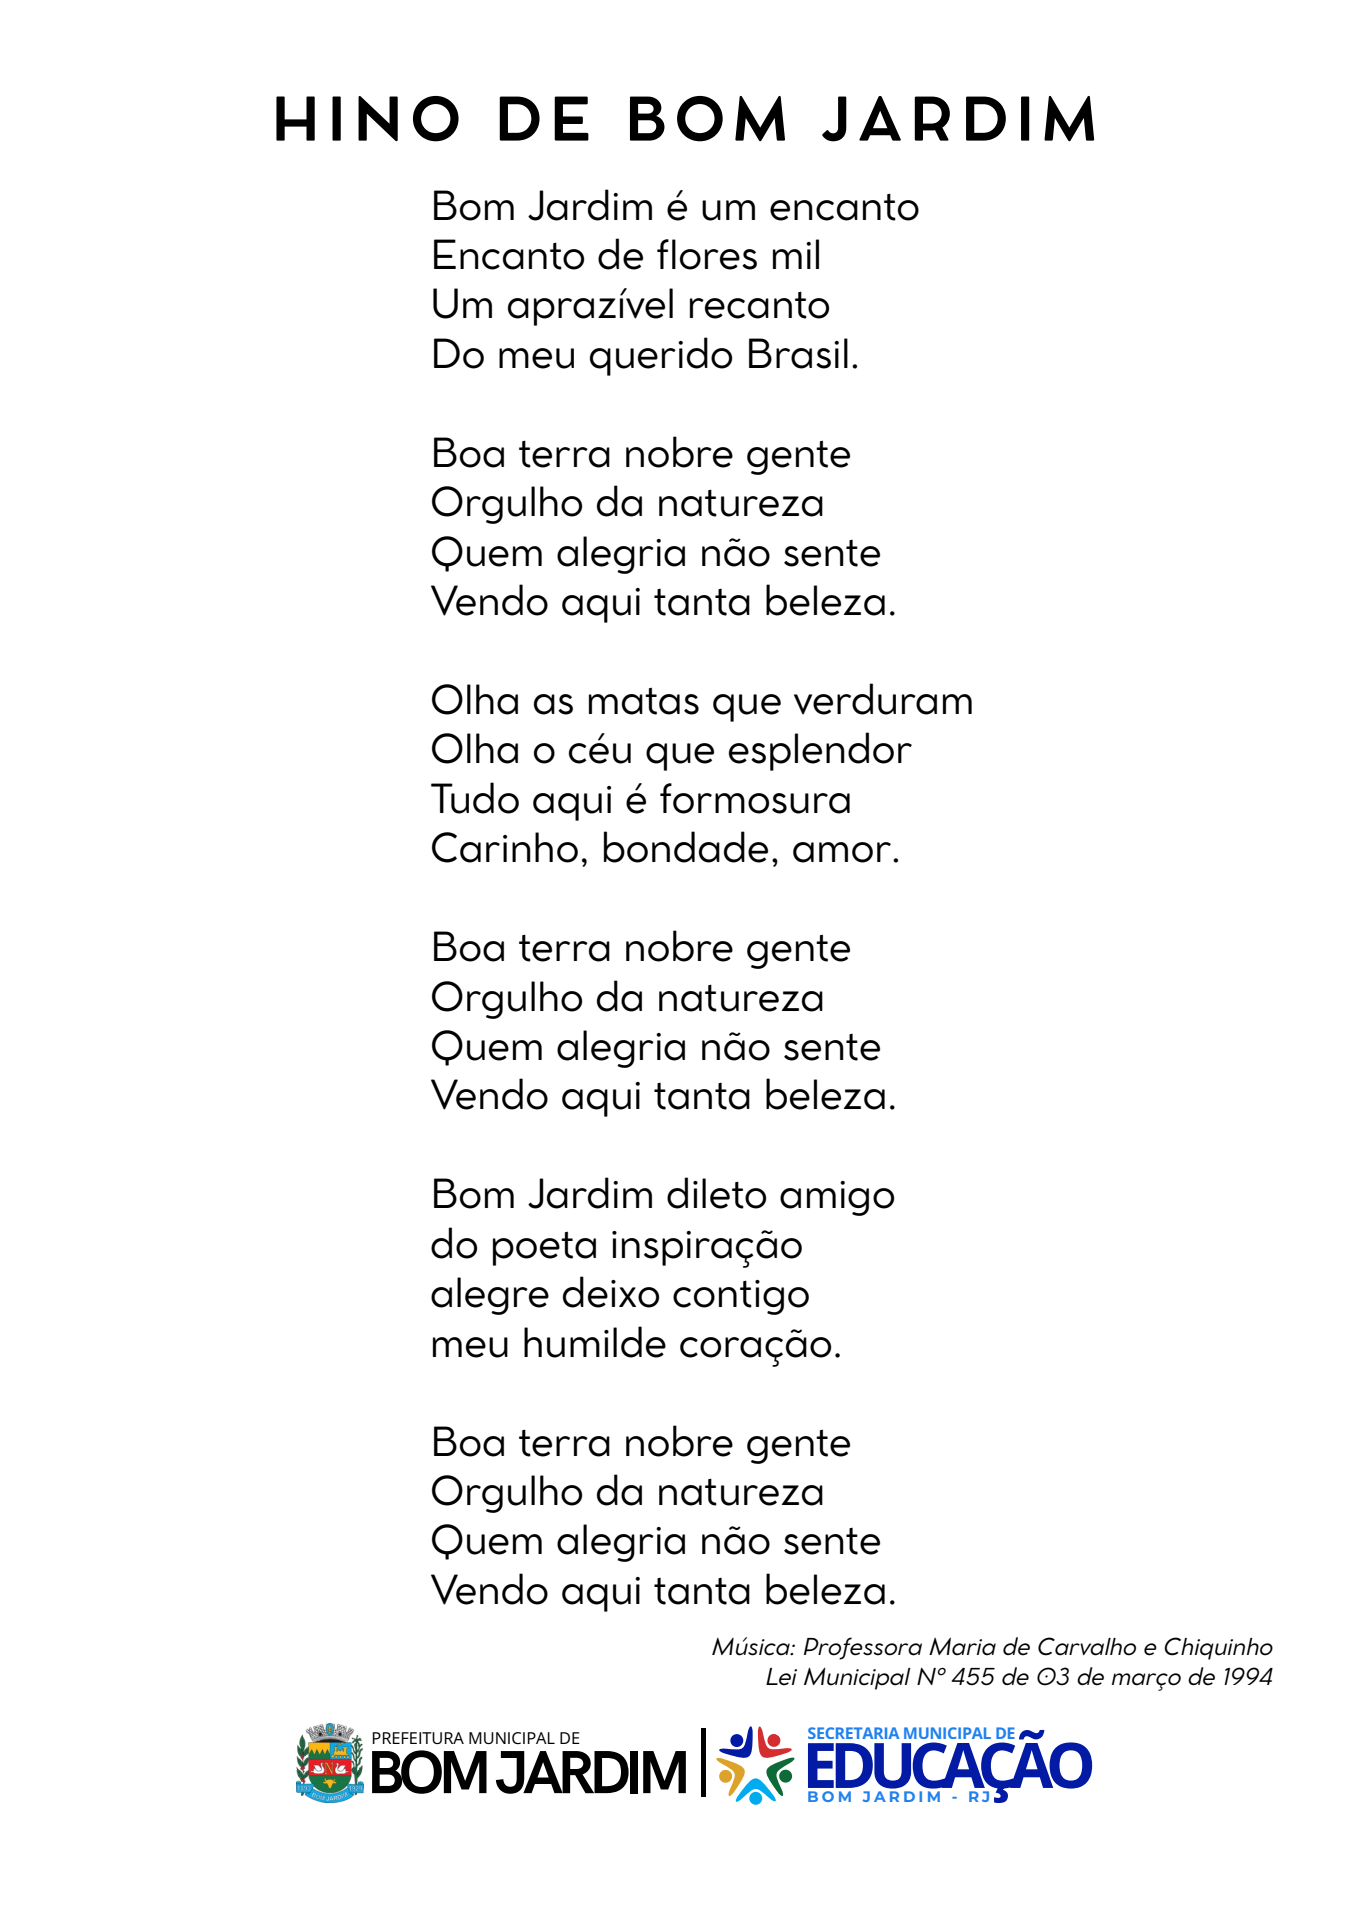 HINO DE BOM JARDIM
Bom Jardim é um encanto
Encanto de flores mil
Um aprazível recanto
Do meu querido Brasil.
Boa terra nobre gente
Orgulho da natureza
Quem alegria não sente
Vendo aqui tanta beleza.
Olha as matas que verduram
Olha o céu que esplendor
Tudo aqui é formosura
Carinho, bondade, amor.
Boa terra nobre gente
Orgulho da natureza
Quem alegria não sente
Vendo aqui tanta beleza.
Bom Jardim dileto amigo
do poeta inspiração
alegre deixo contigo
meu humilde coração.
Boa terra nobre gente
Orgulho da natureza
Quem alegria não sente
Vendo aqui tanta beleza.
Música: Professora Maria de Carvalho e Chiquinho
Lei Municipal Nº 455 de 03 de março de 1994
BOM JARDIM
PREFEITURA MUNICIPAL DE
BOM JARDIM
SECRETARIA MUNICIPAL DE
EDUCAÇÃO
BOM JARDIM - RJ